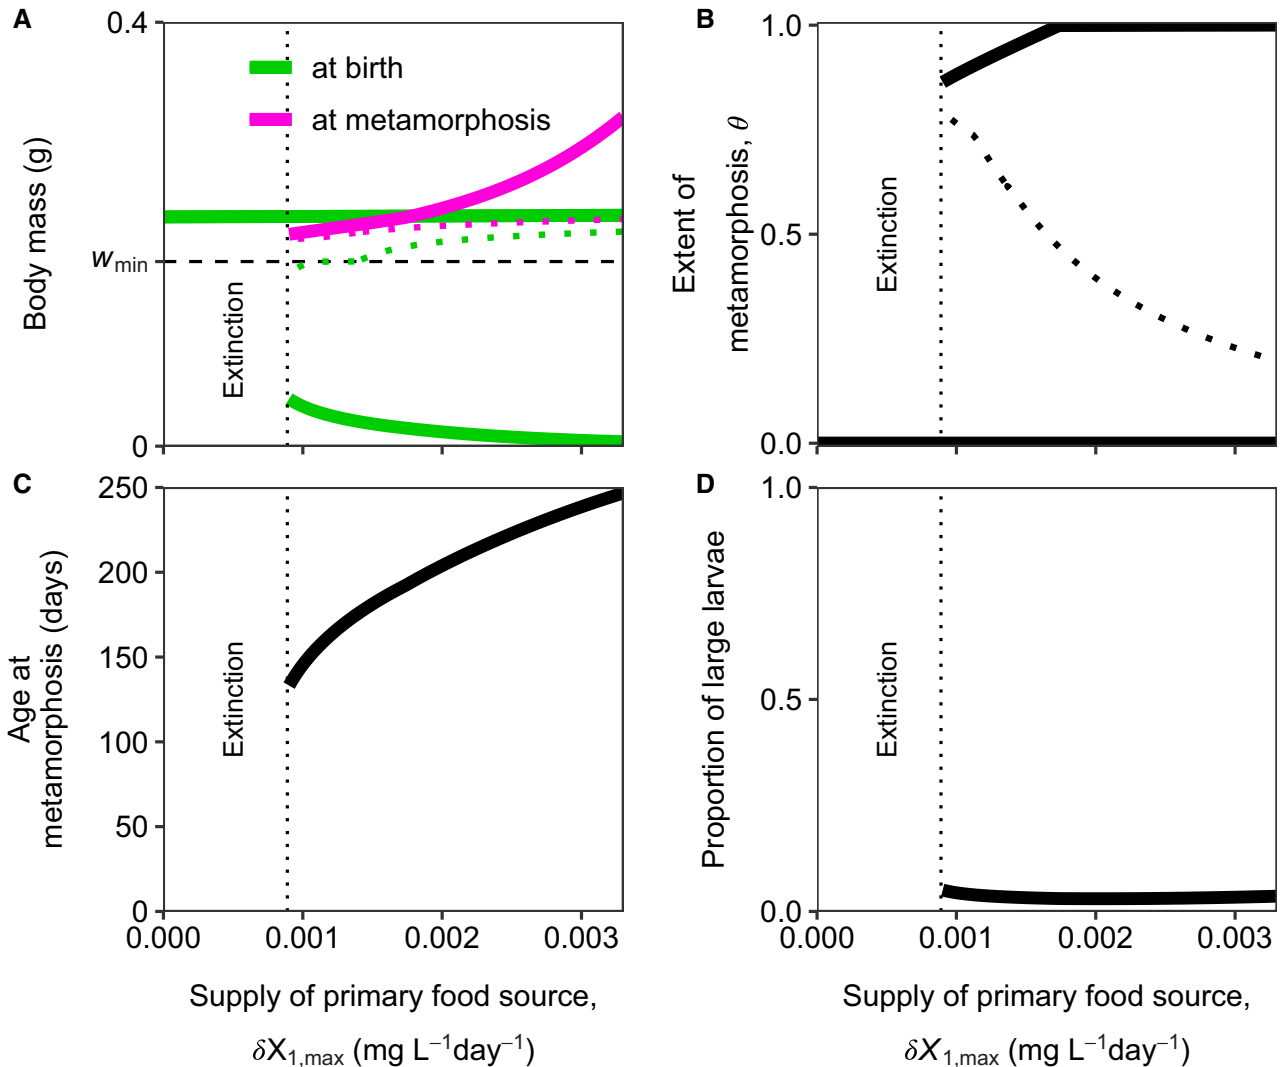 A
0.4
at birth
at metamorphosis
Body mass (g)
wmin
Extinction
0
B
1.0
Extent of
metamorphosis, θ
0.5
Extinction
0.0
C
250
200
150
100
50
0
Age at
metamorphosis (days)
Extinction
0.000 0.001 0.002 0.003
Supply of primary food source,
δX1,max (mg L−1day−1)
D
1.0
Proportion of large larvae
0.5
Extinction
0.0
0.000 0.001 0.002 0.003
Supply of primary food source,
δX1,max (mg L−1day−1)